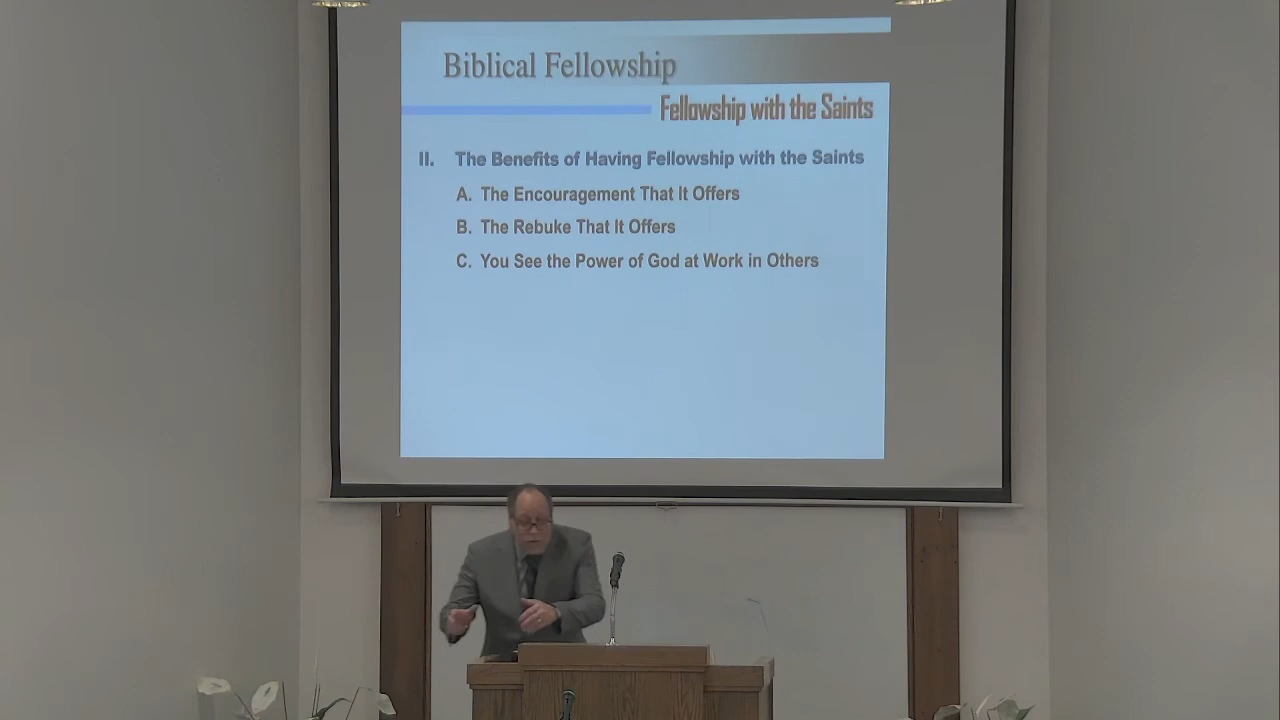 Biblical Fellowship
Fellowship with the Saints
II. The Benefits of Having Fellowship with the Saints
A. The Encouragement That It Offers
B. The Rebuke That It Offers
C. You See the Power of God at Work in Others